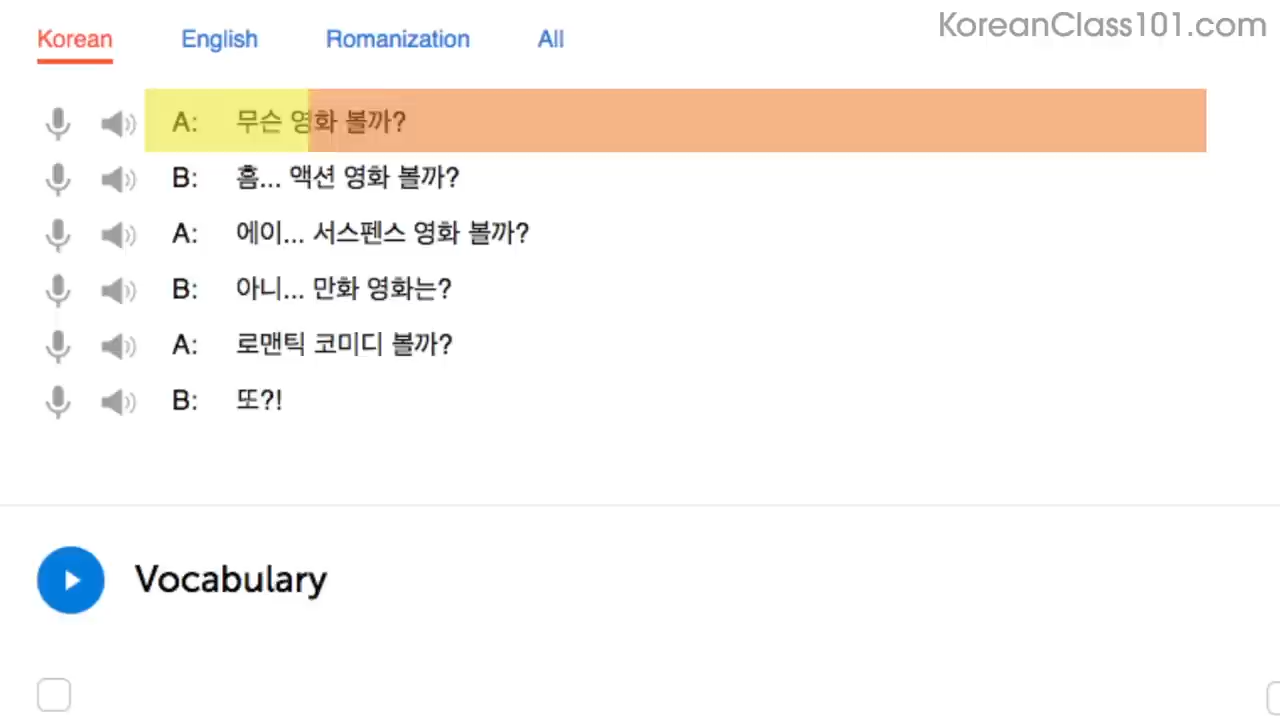 KoreanClass101.com
Korean English Romanization All
A: 무슨 영화 볼까?
B: 흠... 액션 영화 볼까?
A: 에이... 서스펜스 영화 볼까?
B: 아니... 만화 영화는?
A: 로맨틱 코미디 볼까?
B: 또?!
Vocabulary